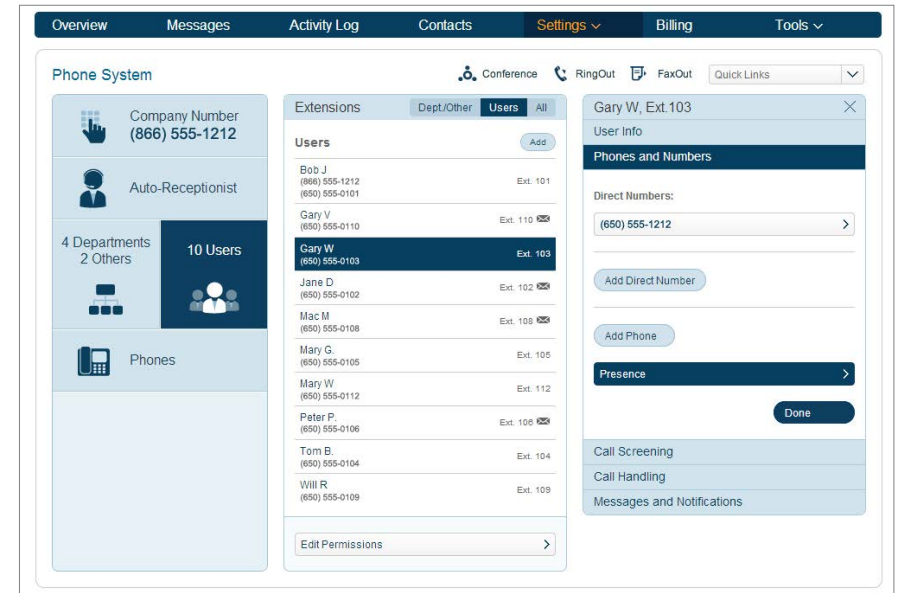 Overview Messages Activity Log Contacts Settings Billing Tools
Phone System Conference RingOut FaxOut Quick Links
Company Number
(866) 555-1212
Auto-Receptionist
4 Departments
2 Others
10 Users
Phones
Extensions Dept./Other Users All
Users Add
Bob J
(866) 555-1212 Ext. 101
(650) 555-0101
Gary V
(650) 555-0110 Ext. 110
Gary W
(650) 555-0103 Ext. 103
Jane D
(650) 555-0102 Ext. 102
Mac M
(650) 555-0108 Ext. 108
Mary G.
(650) 555-0105 Ext. 105
Mary W
(650) 555-0112 Ext. 112
Peter P.
(650) 555-0106 Ext. 106
Tom B.
(650) 555-0104 Ext. 104
Will R
(650) 555-0109 Ext. 109
Edit Permissions
Gary W, Ext.103
User Info
Phones and Numbers
Direct Numbers:
(650) 555-1212
Add Direct Number
Add Phone
Presence
Done
Call Screening
Call Handling
Messages and Notifications